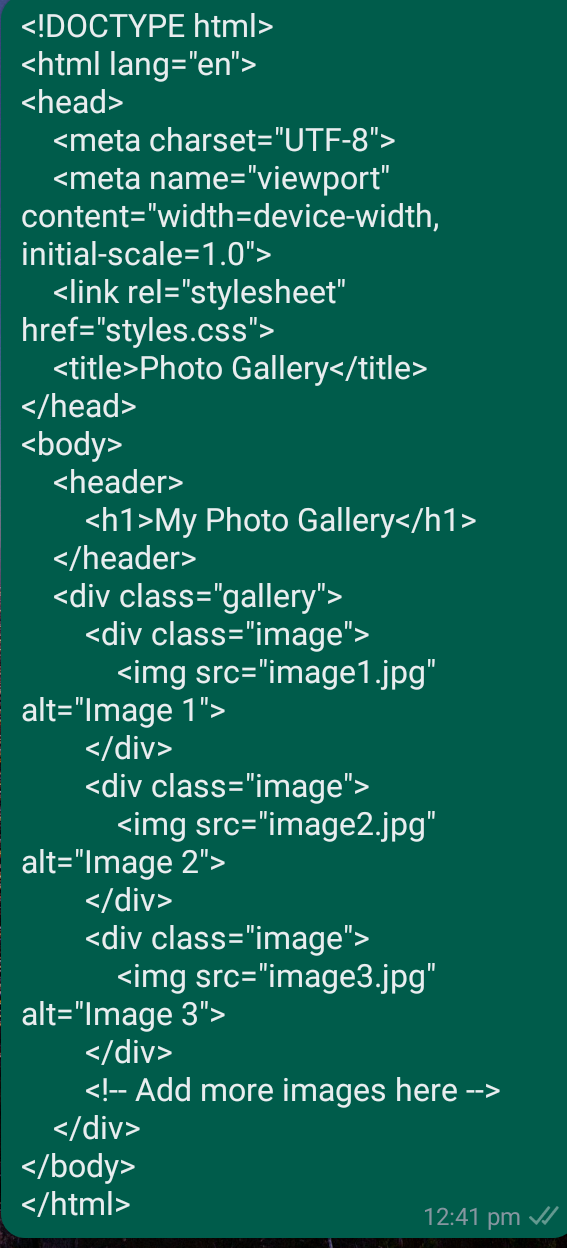 <!DOCTYPE html>
<html lang="en">
<head>
    <meta charset="UTF-8">
    <meta name="viewport"
content="width=device-width,
initial-scale=1.0">
    <link rel="stylesheet"
href="styles.css">
    <title>Photo Gallery</title>
</head>
<body>
    <header>
        <h1>My Photo Gallery</h1>
    </header>
    <div class="gallery">
        <div class="image">
            <img src="image1.jpg"
alt="Image 1">
        </div>
        <div class="image">
            <img src="image2.jpg"
alt="Image 2">
        </div>
        <div class="image">
            <img src="image3.jpg"
alt="Image 3">
        </div>
        <!-- Add more images here -->
    </div>
</body>
</html>
12:41 pm